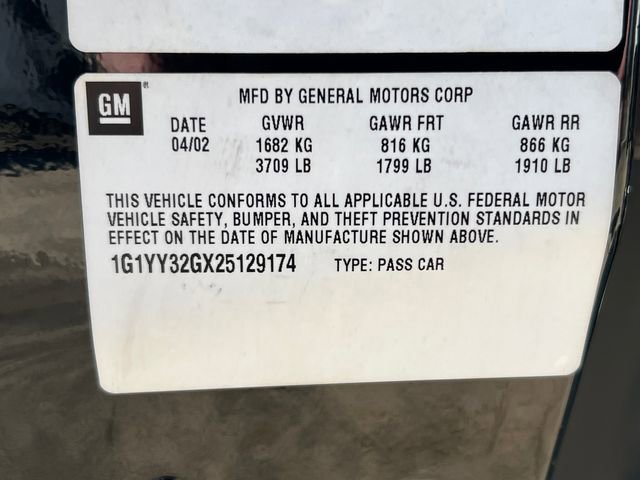 GM®
MFD BY GENERAL MOTORS CORP
DATE GVWR GAWR FRT GAWR RR
04/02 1682 KG 816 KG 866 KG
3709 LB 1799 LB 1910 LB
THIS VEHICLE CONFORMS TO ALL APPLICABLE U.S. FEDERAL MOTOR
VEHICLE SAFETY, BUMPER, AND THEFT PREVENTION STANDARDS IN
EFFECT ON THE DATE OF MANUFACTURE SHOWN ABOVE.
1G1YY32GX25129174 TYPE: PASS CAR